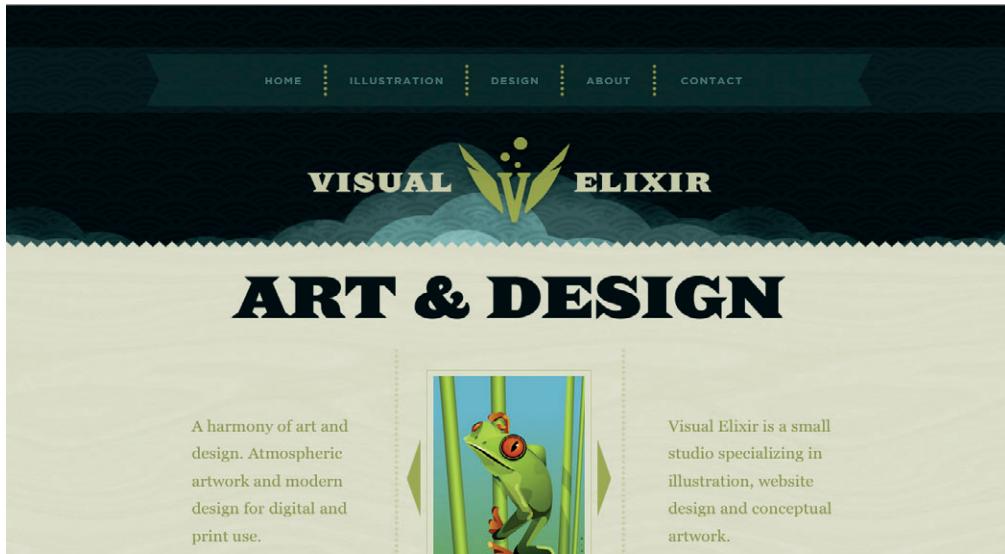 HOME ILLUSTRATION DESIGN ABOUT CONTACT
VISUAL V ELIXIR
ART & DESIGN
A harmony of art and
design. Atmospheric
artwork and modern
design for digital and
print use.
Visual Elixir is a small
studio specializing in
illustration, website
design and conceptual
artwork.